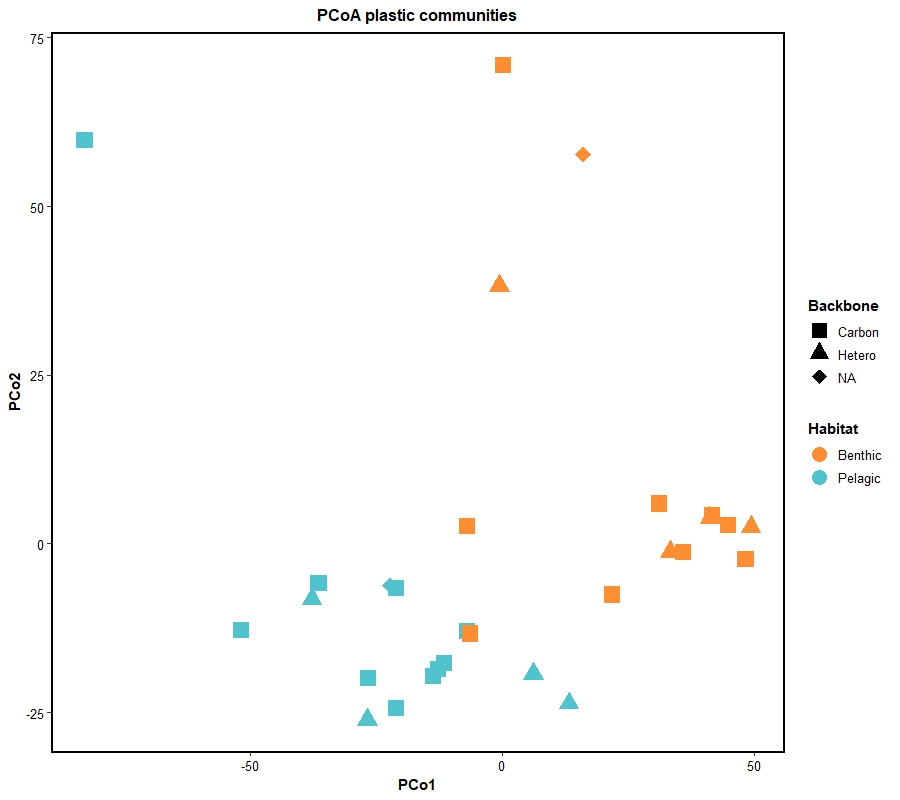 PCoA plastic communities
75
50
25
0
-25
PCo2
-50
0
50
PCo1
Backbone
Carbon
Hetero
NA
Habitat
Benthic
Pelagic